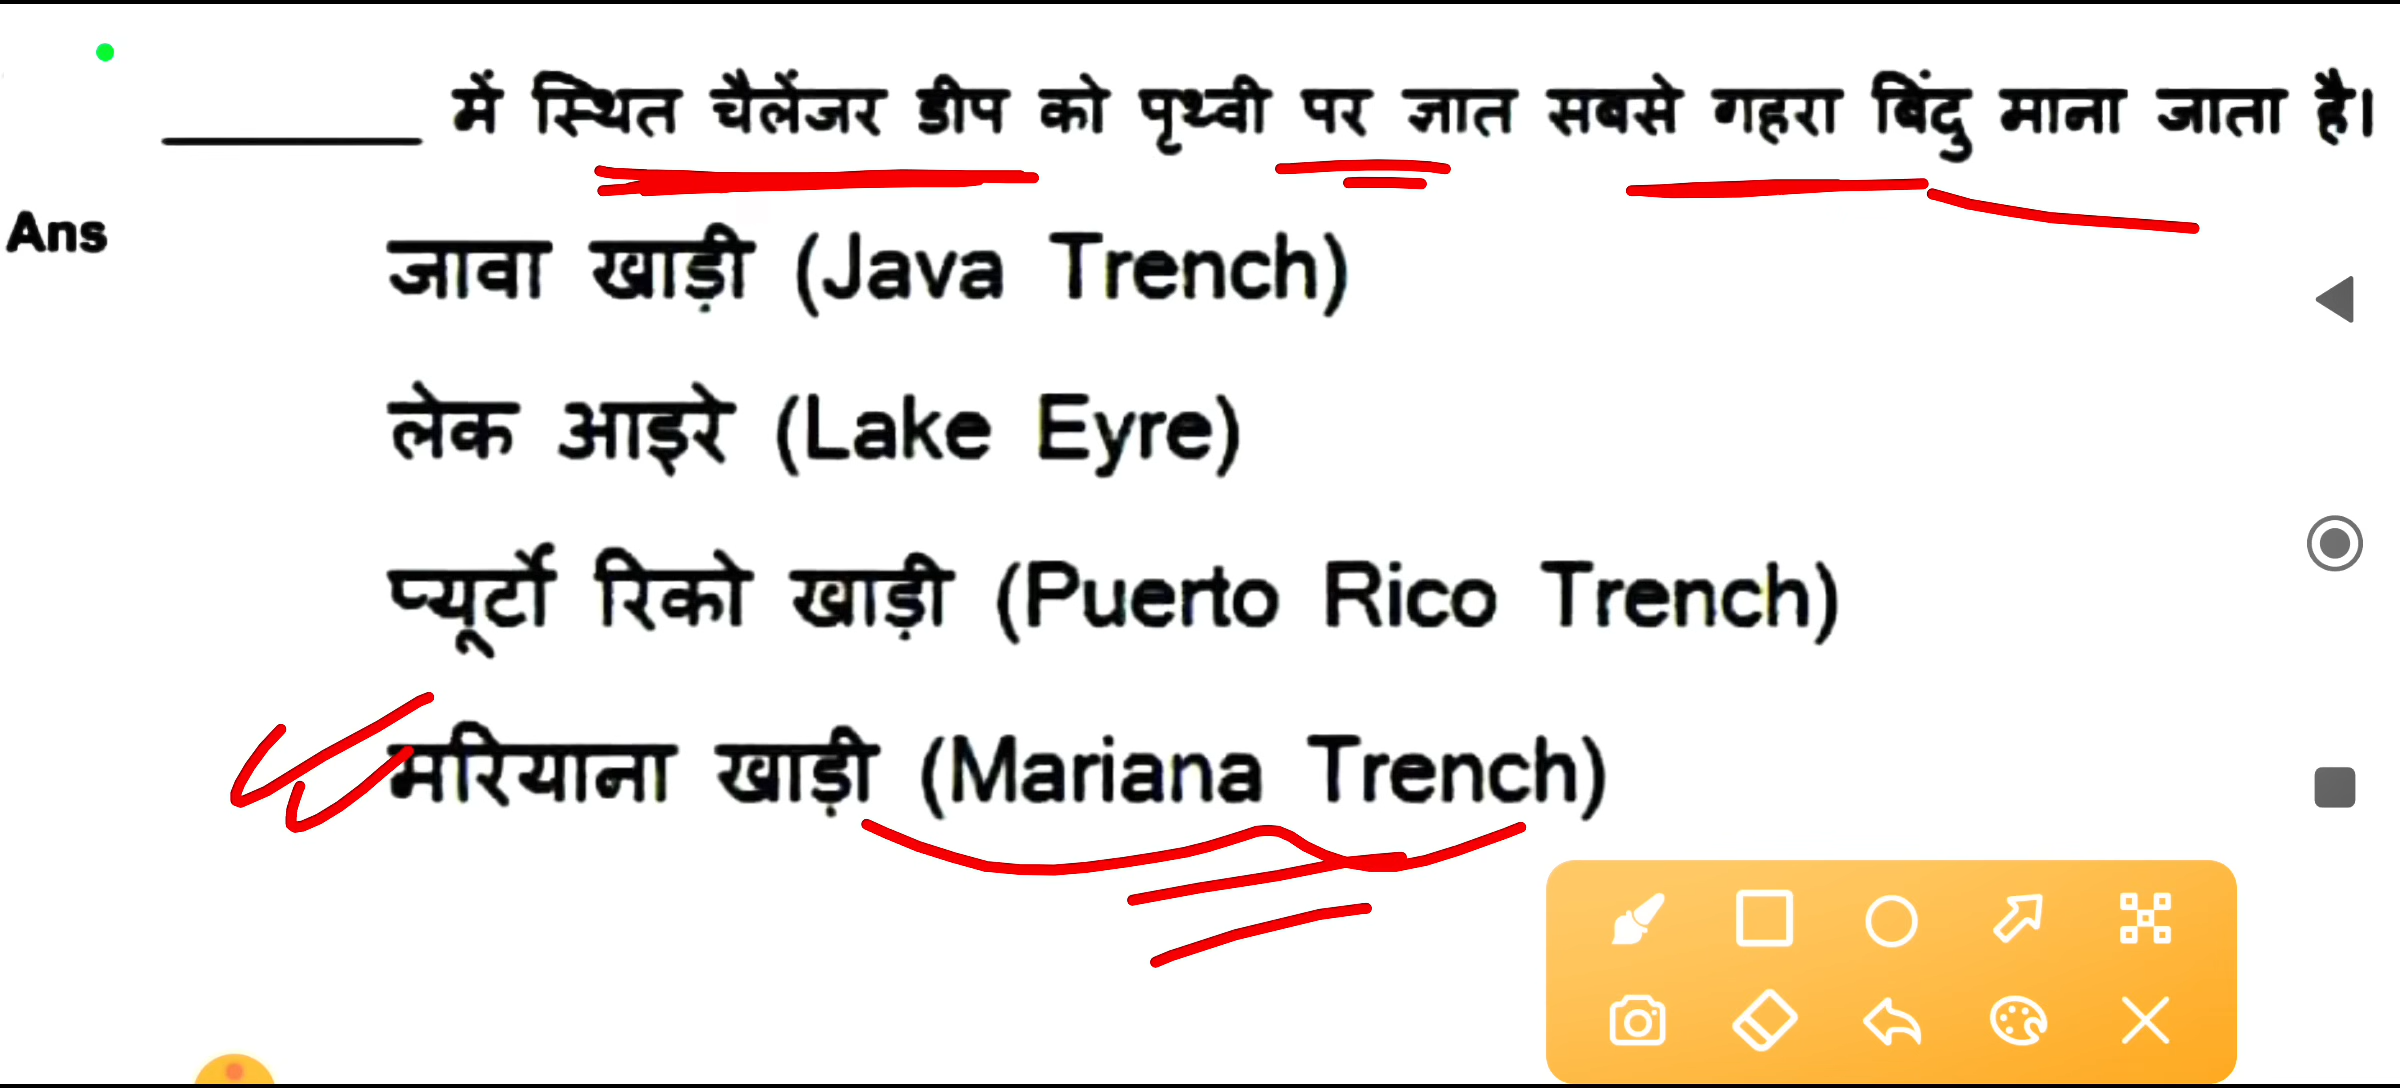 ________ में स्थित चैलेंजर डीप को पृथ्वी पर ज्ञात सबसे गहरा बिंदु माना जाता है।
Ans
जावा खाड़ी (Java Trench)
लेक आइरे (Lake Eyre)
प्यूर्टो रिको खाड़ी (Puerto Rico Trench)
मरियाना खाड़ी (Mariana Trench)